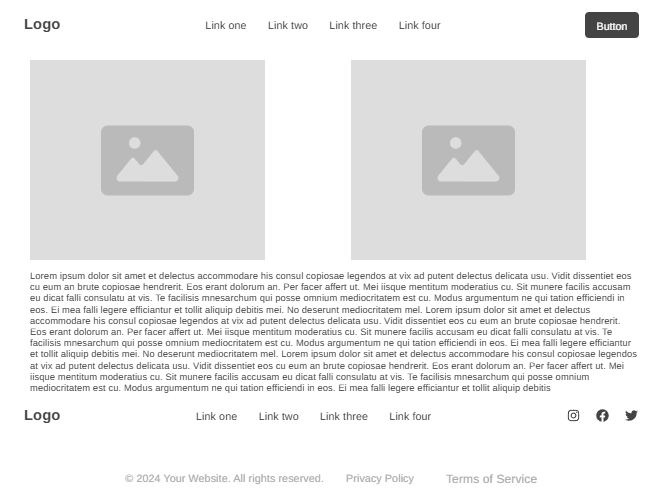 Logo
Link one Link two Link three Link four
Button
Lorem ipsum dolor sit amet et delectus accommodare his consul copiosae legendos at vix ad putent delectus delicata usu. Vidit dissentiet eos
cu eum an brute copiosae hendrerit. Eos erant dolorum an. Per facer affert ut. Mei iisque mentitum moderatius cu. Sit munere facilis accusam
eu dicat falli consulatu at vis. Te facilisis mnesarchum qui posse omnium mediocritatem est cu. Modus argumentum ne qui tation efficiendi in
eos. Ei mea falli legere efficiantur et tollit aliquip debitis mei. No deserunt mediocritatem mel. Lorem ipsum dolor sit amet et delectus
accommodare his consul copiosae legendos at vix ad putent delectus delicata usu. Vidit dissentiet eos cu eum an brute copiosae hendrerit.
Eos erant dolorum an. Per facer affert ut. Mei iisque mentitum moderatius cu. Sit munere facilis accusam eu dicat falli consulatu at vis. Te
facilisis mnesarchum qui posse omnium mediocritatem est cu. Modus argumentum ne qui tation efficiendi in eos. Ei mea falli legere efficiantur
et tollit aliquip debitis mei. No deserunt mediocritatem mel. Lorem ipsum dolor sit amet et delectus accommodare his consul copiosae legendos
at vix ad putent delectus delicata usu. Vidit dissentiet eos cu eum an brute copiosae hendrerit. Eos erant dolorum an. Per facer affert ut. Mei
iisque mentitum moderatius cu. Sit munere facilis accusam eu dicat falli consulatu at vis. Te facilisis mnesarchum qui posse omnium
mediocritatem est cu. Modus argumentum ne qui tation efficiendi in eos. Ei mea falli legere efficiantur et tollit aliquip debitis
Logo
Link one Link two Link three Link four
© 2024 Your Website. All rights reserved. Privacy Policy Terms of Service